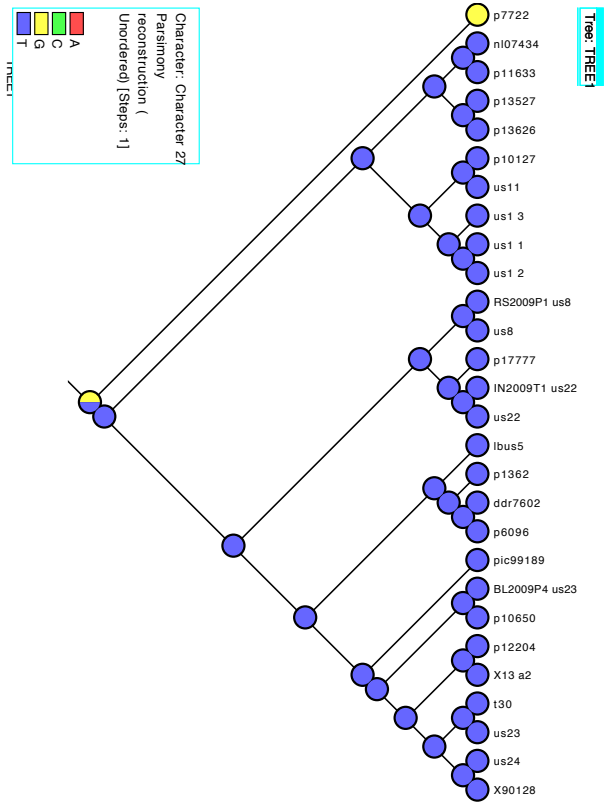 Tree: TREE1
p7722
nl07434
p11633
p13527
p13626
p10127
us11
us1 3
us1 1
us1 2
RS2009P1 us8
us8
p17777
IN2009T1 us22
us22
lbus5
p1362
ddr7602
p6096
pic99189
BL2009P4 us23
p10650
p12204
X13 a2
t30
us23
us24
X90128
Character: Character 27
Parsimony
reconstruction (
Unordered) [Steps: 1]
A
C
G
T